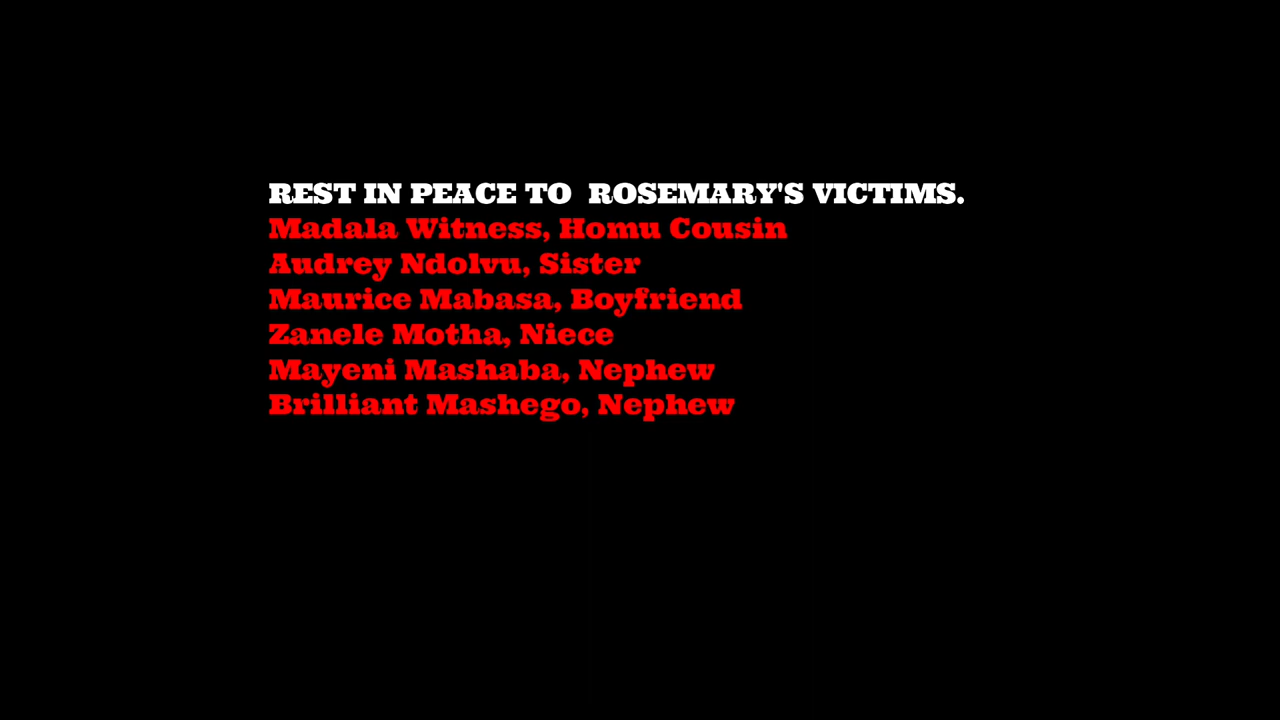 REST IN PEACE TO  ROSEMARY'S VICTIMS.
Madala Witness, Homu Cousin
Audrey Ndolvu, Sister
Maurice Mabasa, Boyfriend
Zanele Motha, Niece
Mayeni Mashaba, Nephew
Brilliant Mashego, Nephew